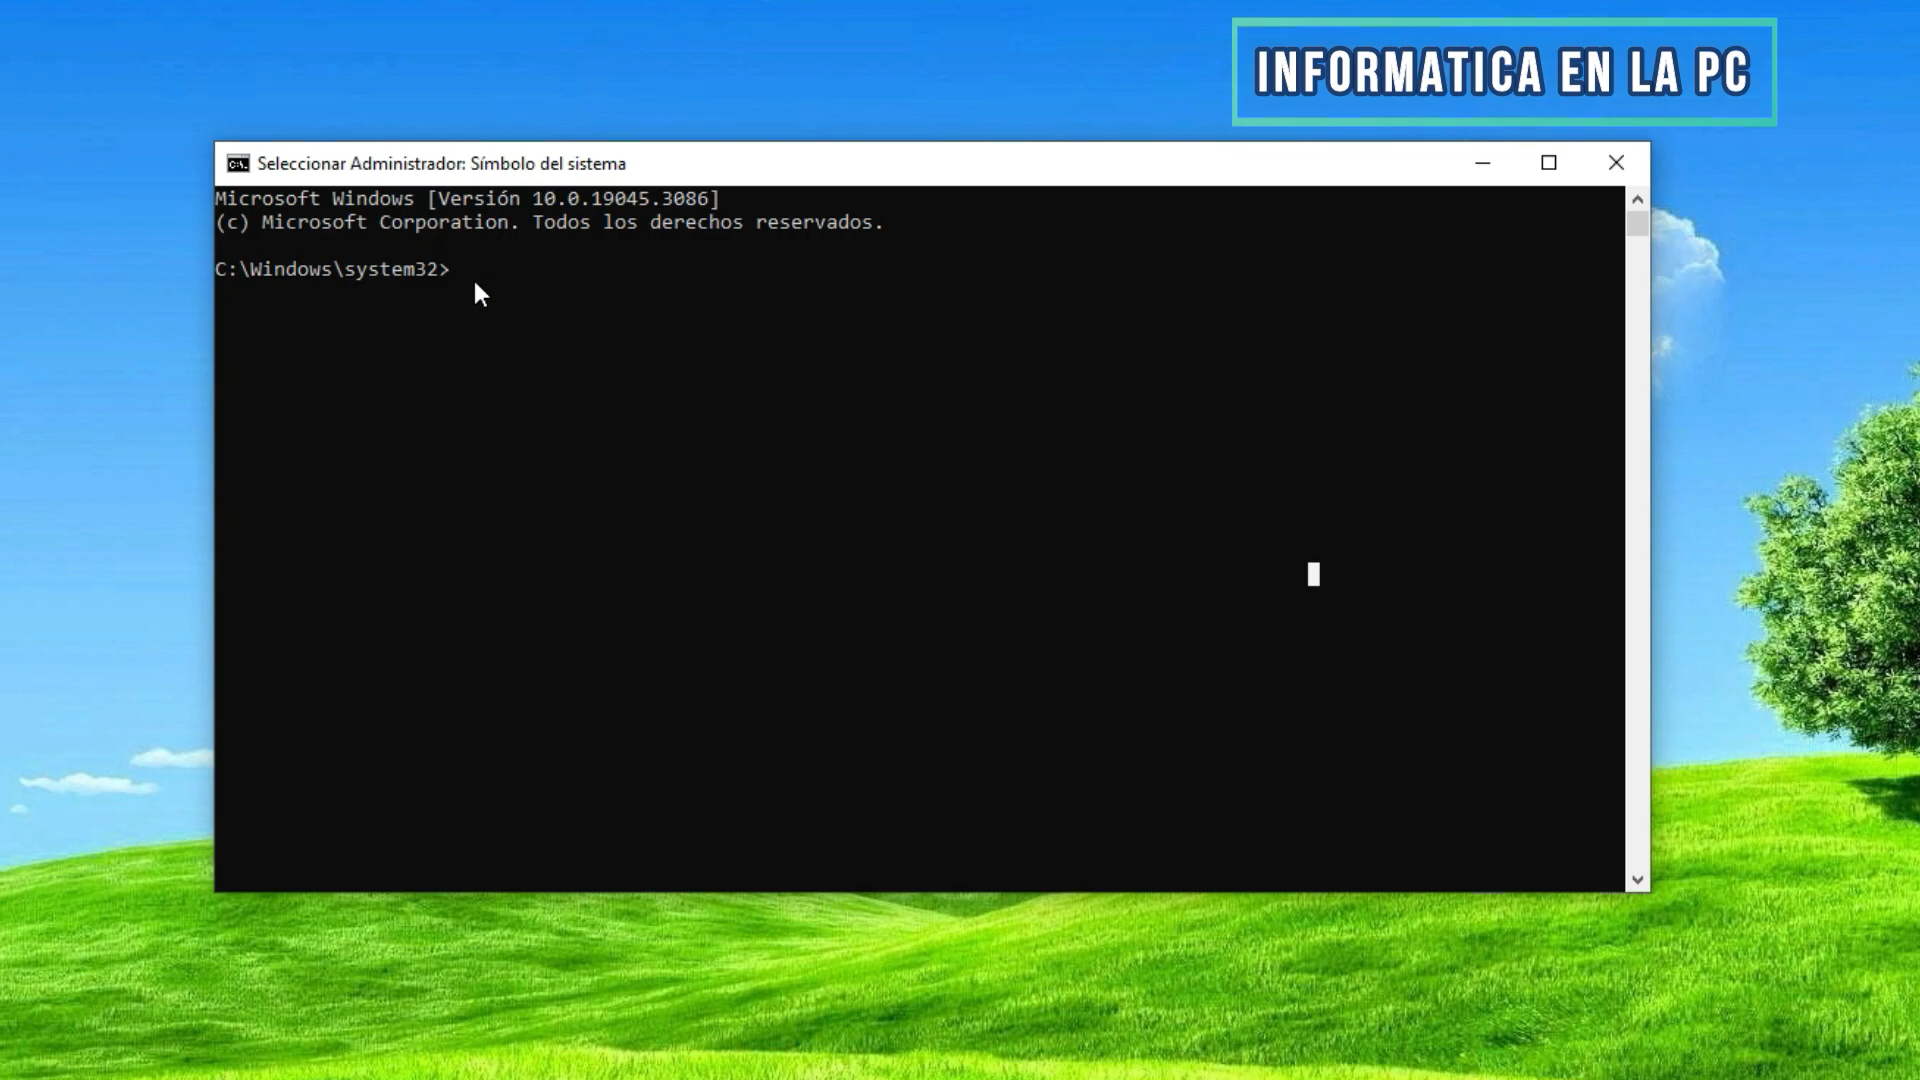 INFORMATICA EN LA PC
Seleccionar Administrador: Símbolo del sistema
Microsoft Windows [Versión 10.0.19045.3086]
(c) Microsoft Corporation. Todos los derechos reservados.
C:\Windows\system32>